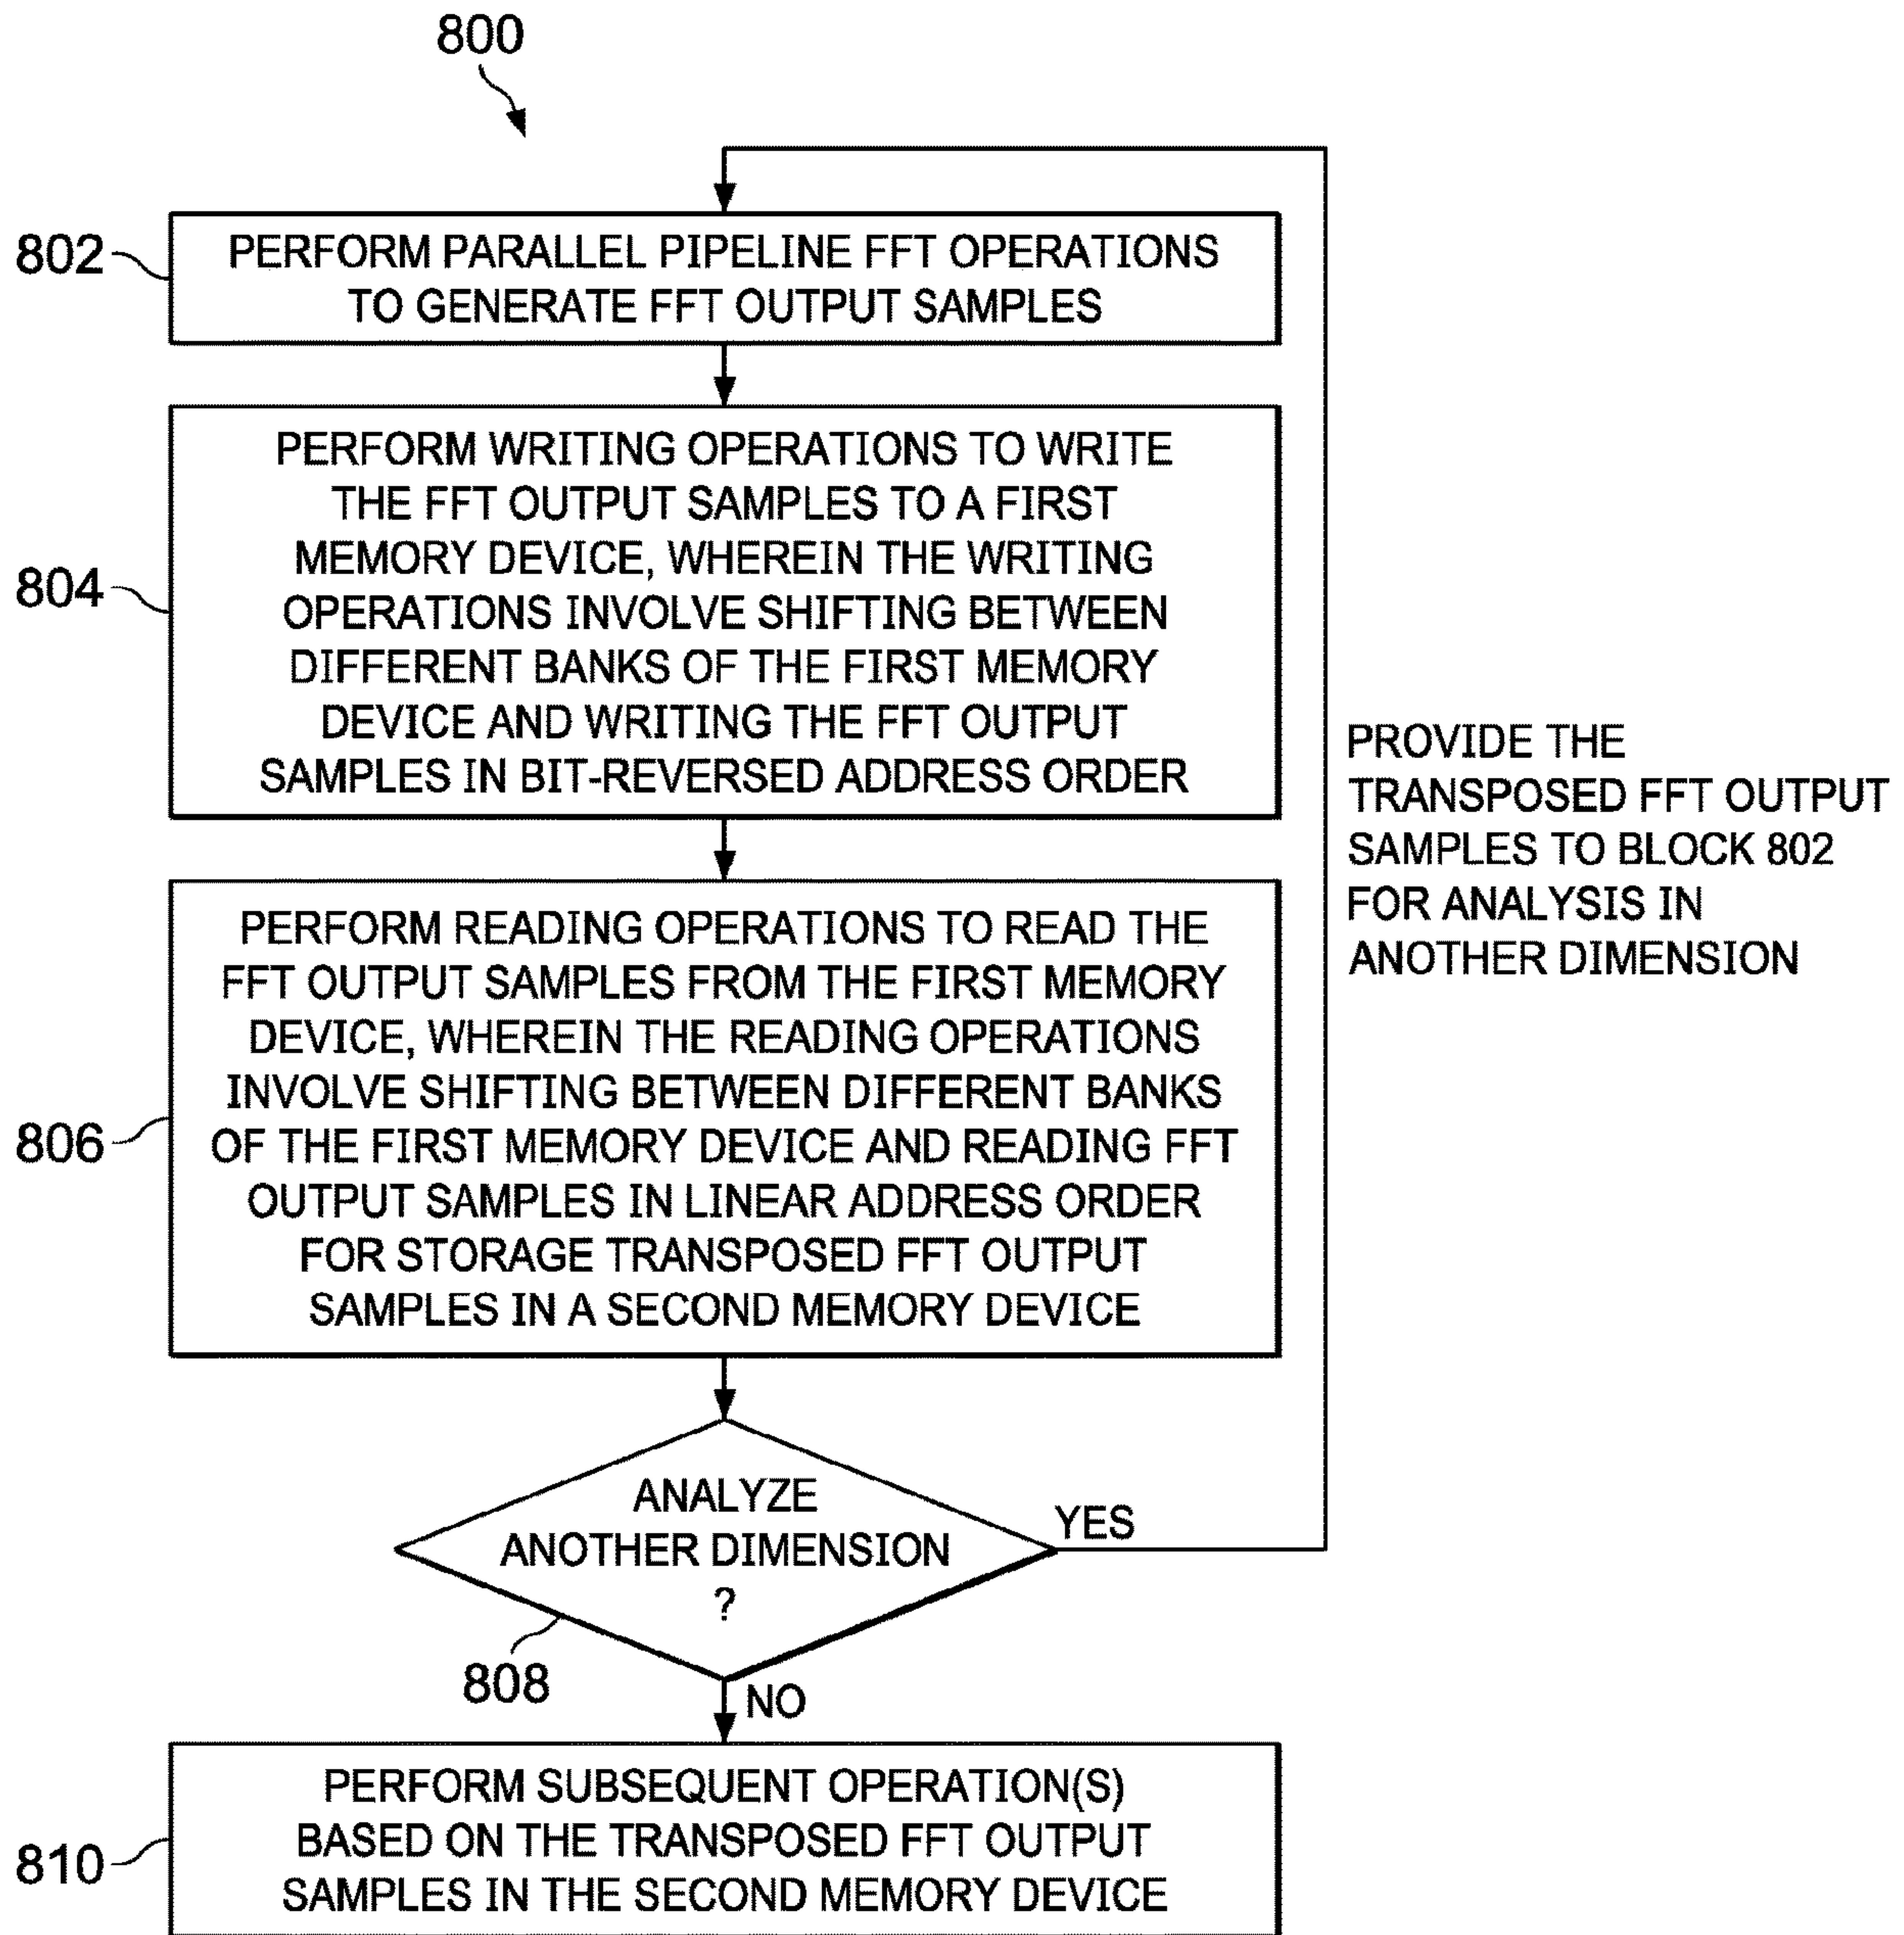 800
802
PERFORM PARALLEL PIPELINE FFT OPERATIONS
TO GENERATE FFT OUTPUT SAMPLES
804
PERFORM WRITING OPERATIONS TO WRITE
THE FFT OUTPUT SAMPLES TO A FIRST
MEMORY DEVICE, WHEREIN THE WRITING
OPERATIONS INVOLVE SHIFTING BETWEEN
DIFFERENT BANKS OF THE FIRST MEMORY
DEVICE AND WRITING THE FFT OUTPUT
SAMPLES IN BIT-REVERSED ADDRESS ORDER
PROVIDE THE
TRANSPOSED FFT OUTPUT
SAMPLES TO BLOCK 802
FOR ANALYSIS IN
ANOTHER DIMENSION
806
PERFORM READING OPERATIONS TO READ THE
FFT OUTPUT SAMPLES FROM THE FIRST MEMORY
DEVICE, WHEREIN THE READING OPERATIONS
INVOLVE SHIFTING BETWEEN DIFFERENT BANKS
OF THE FIRST MEMORY DEVICE AND READING FFT
OUTPUT SAMPLES IN LINEAR ADDRESS ORDER
FOR STORAGE TRANSPOSED FFT OUTPUT
SAMPLES IN A SECOND MEMORY DEVICE
ANALYZE
ANOTHER DIMENSION
?
YES
808
NO
810
PERFORM SUBSEQUENT OPERATION(S)
BASED ON THE TRANSPOSED FFT OUTPUT
SAMPLES IN THE SECOND MEMORY DEVICE